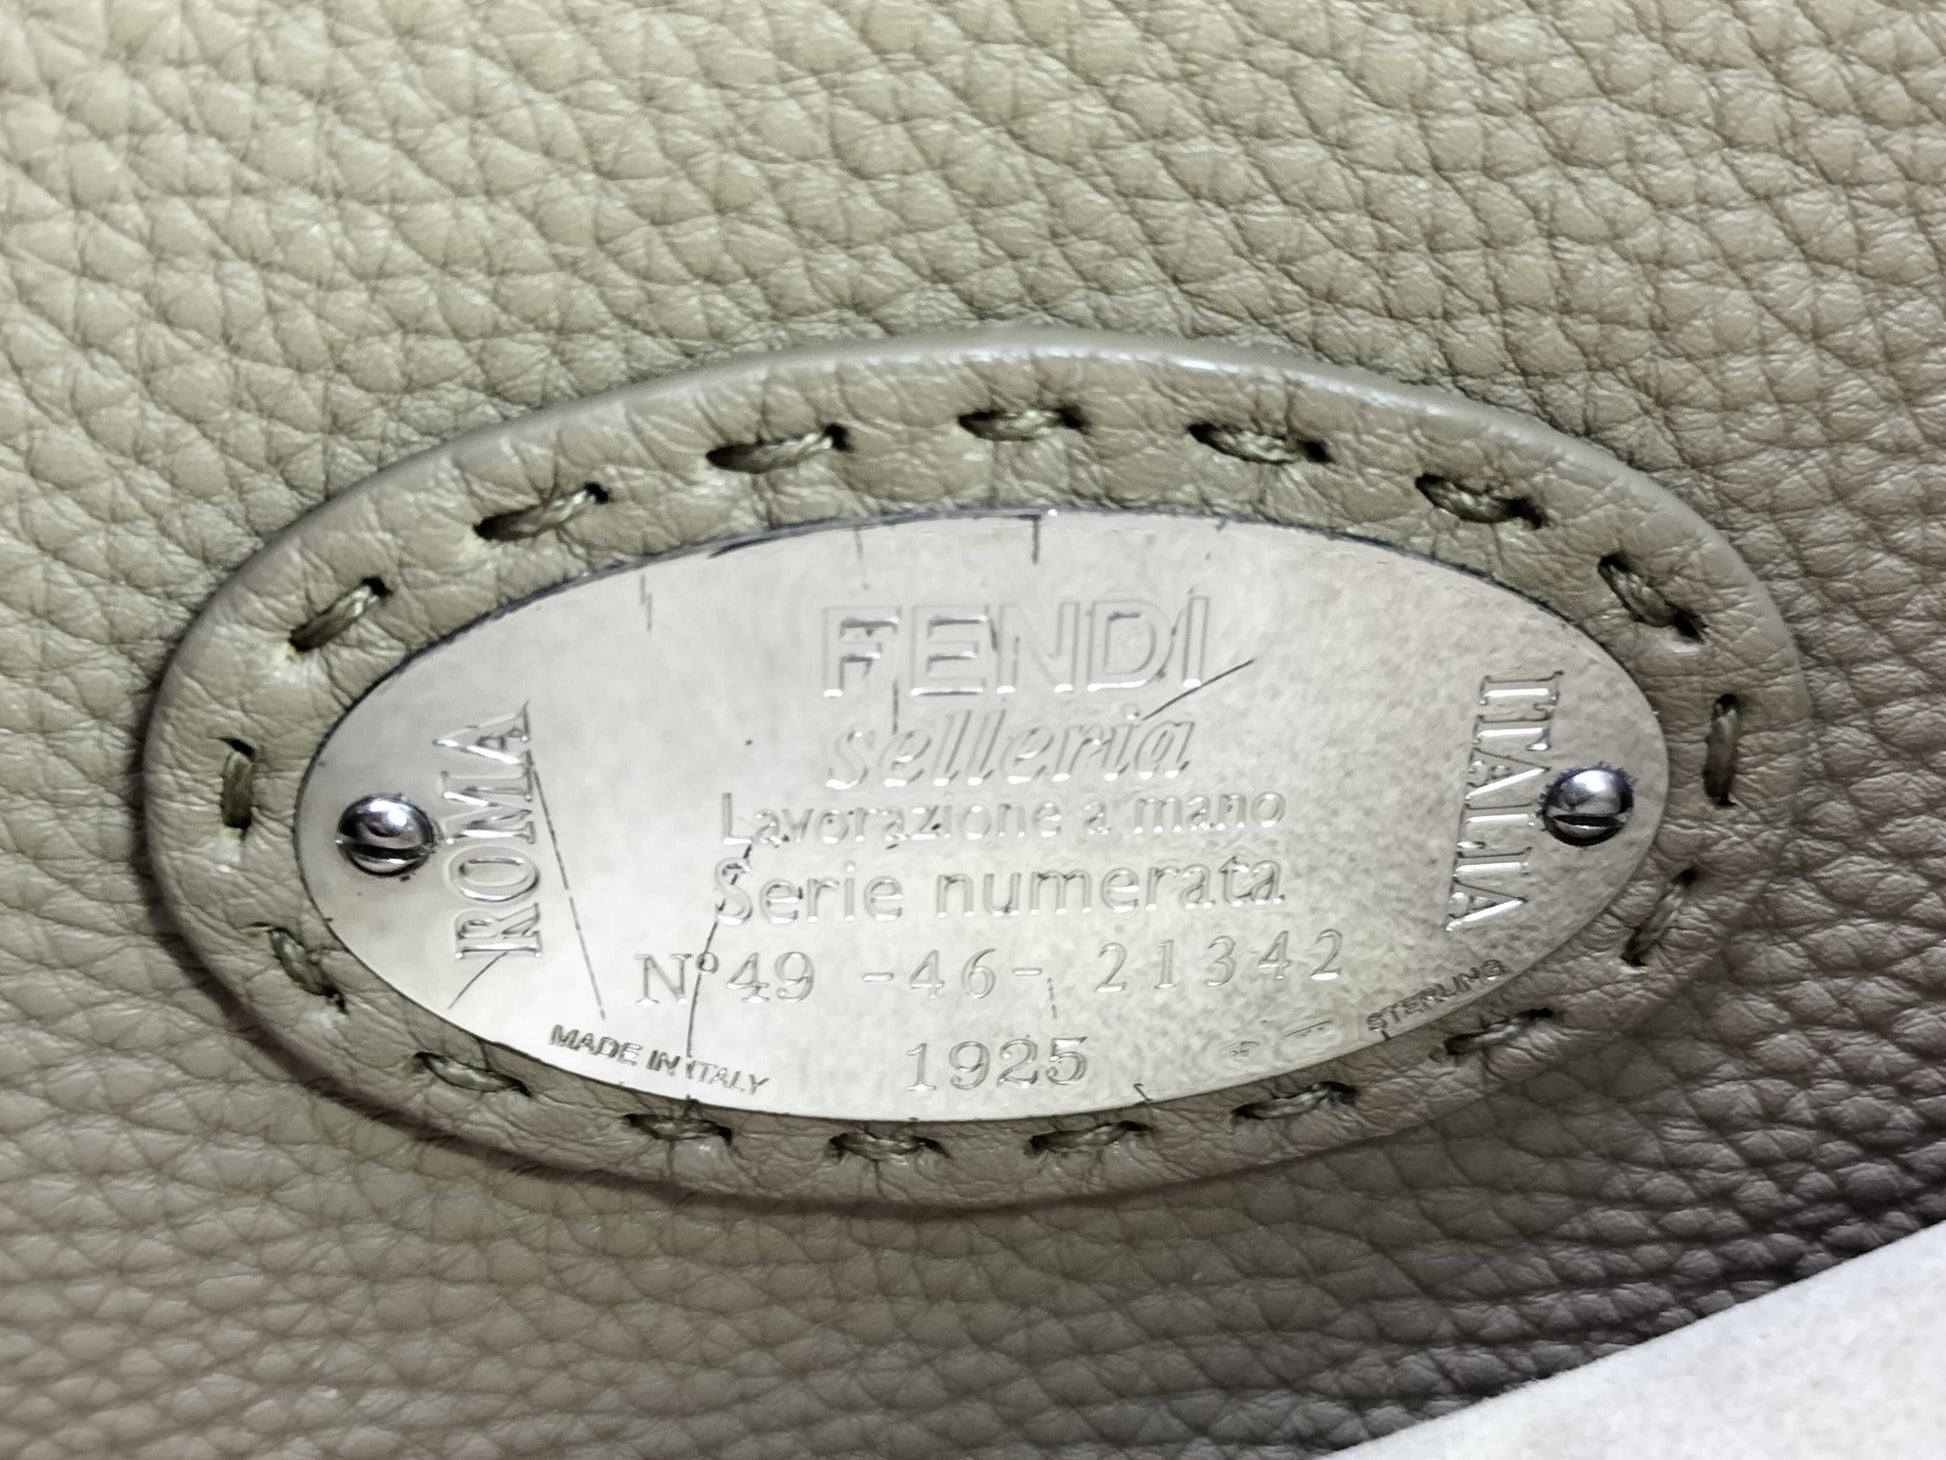 FENDI
selleria
Lavorazione a mano
Serie numerata
N° 49 -46- 21342
1925
ROMA
ITALIA
MADE IN ITALY
STERLING